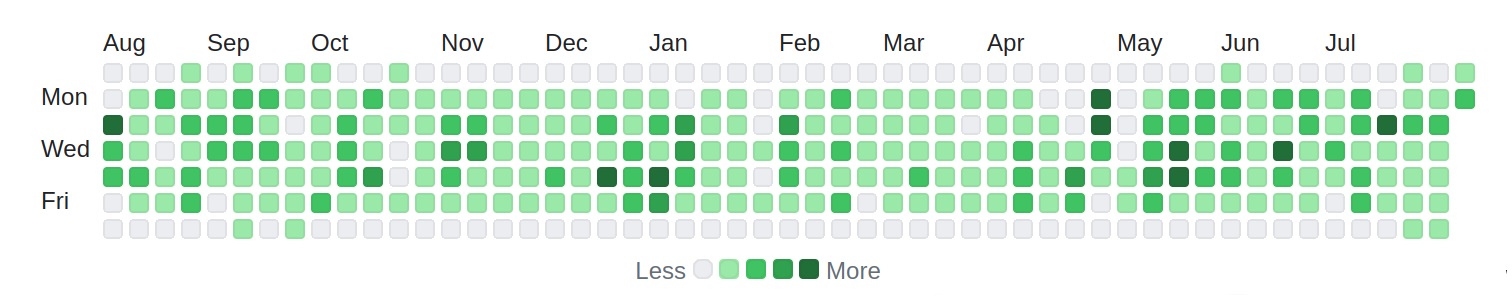 Aug Sep Oct Nov Dec Jan Feb Mar Apr May Jun Jul
Mon
Wed
Fri
Less More